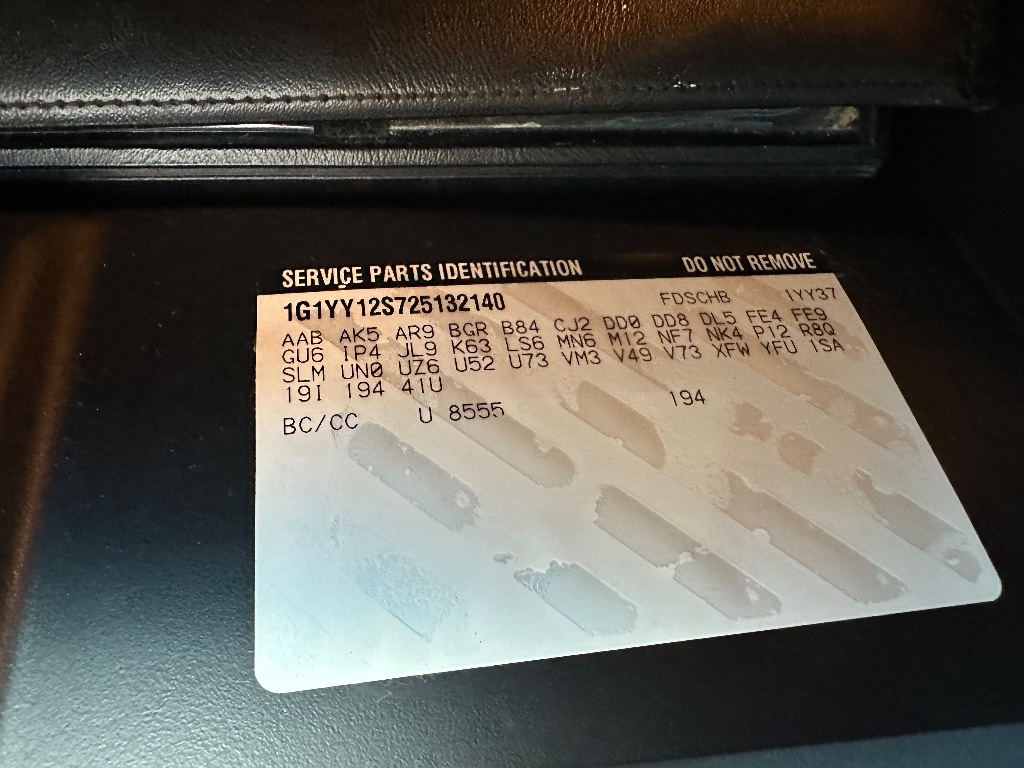 SERVICE PARTS IDENTIFICATION DO NOT REMOVE
1G1YY12S725132140 FDSCHB 1YY37
AAB AK5 AR9 BGR B84 CJ2 DD0 DD8 DL5 FE4 FE9
GU6 IP4 JL9 K63 LS6 MN6 M12 NF7 NK4 P12 R8Q
SLM UN0 UZ6 U52 U73 VM3 V49 V73 XFW YFU 1SA
19I 194 41U
BC/CC U 8555 194